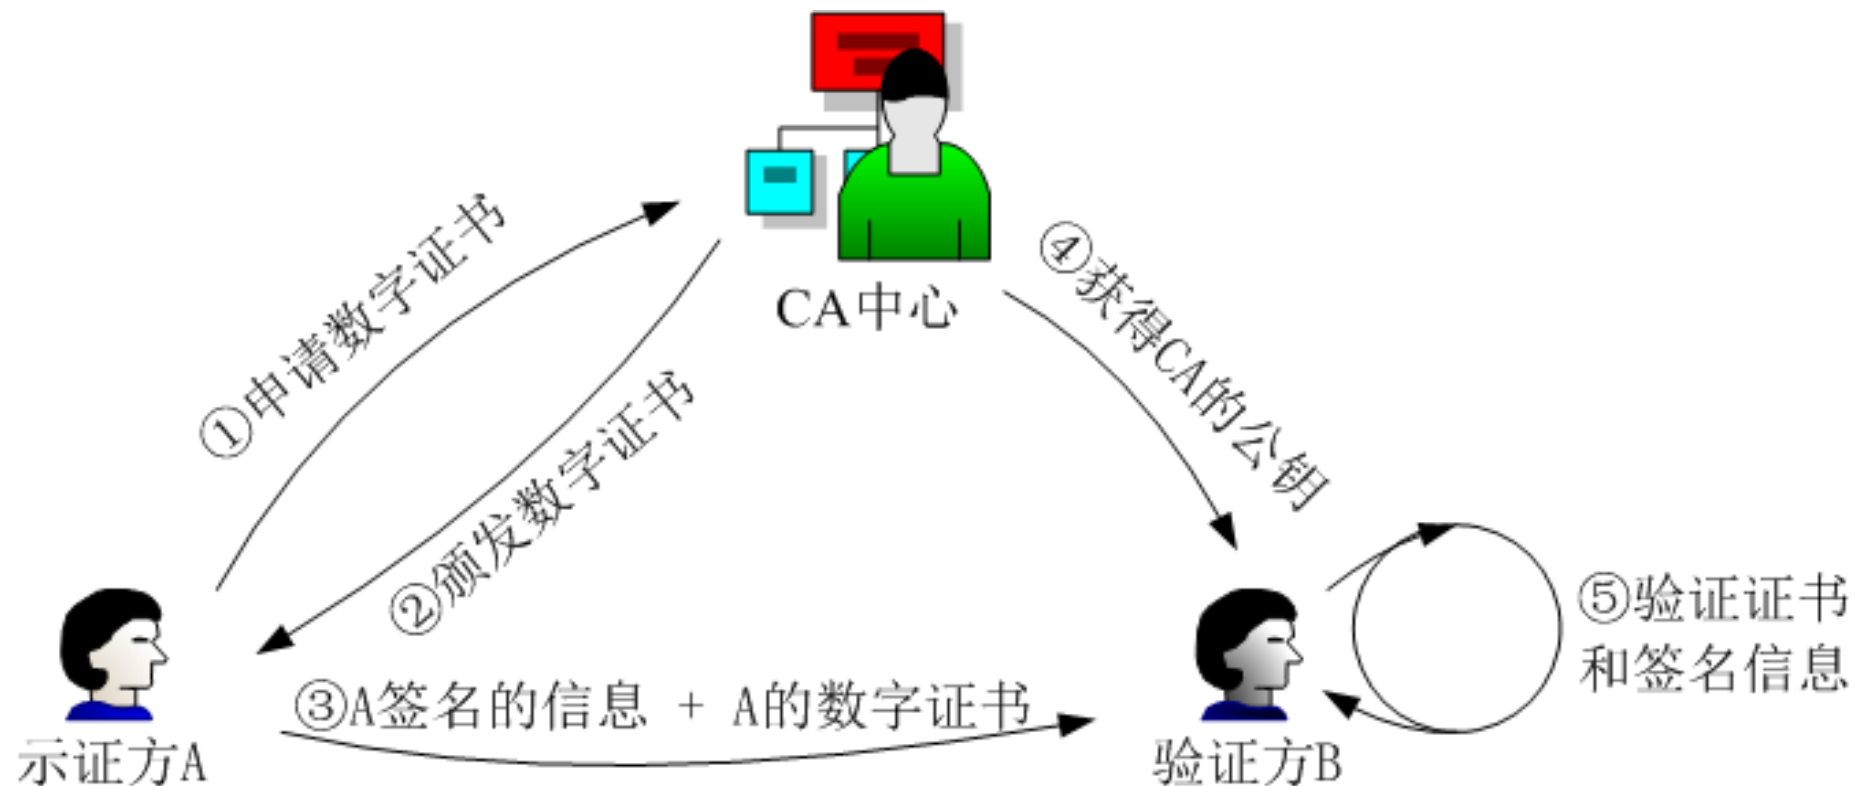 CA中心
①申请数字证书
②颁发数字证书
③A签名的信息 + A的数字证书
④获得CA的公钥
⑤验证证书
和签名信息
示证方A
验证方B